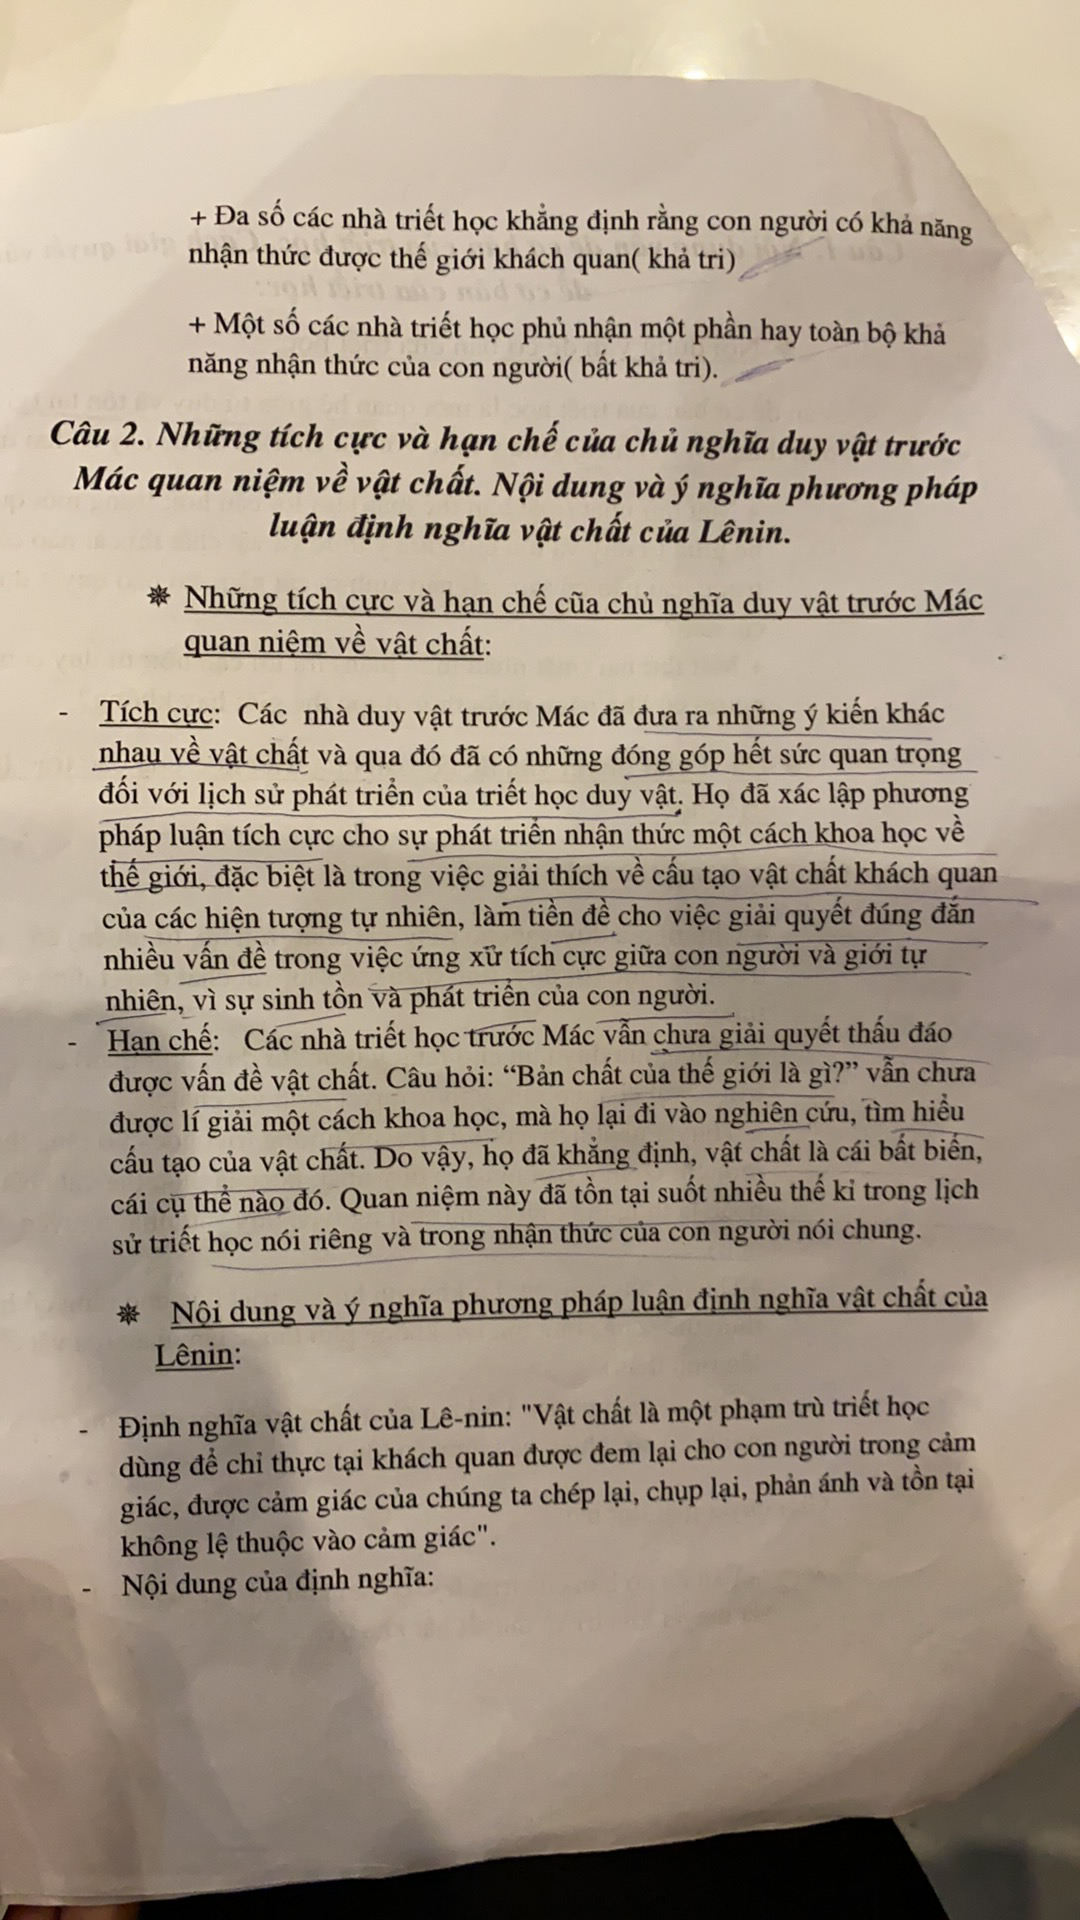 + Đa số các nhà triết học khẳng định rằng con người có khả năng
nhận thức được thế giới khách quan( khả tri)
+ Một số các nhà triết học phủ nhận một phần hay toàn bộ khả
năng nhận thức của con người( bất khả tri).
Câu 2. Những tích cực và hạn chế của chủ nghĩa duy vật trước
Mác quan niệm về vật chất. Nội dung và ý nghĩa phương pháp
luận định nghĩa vật chất của Lênin.
✵ Những tích cực và hạn chế cũa chủ nghĩa duy vật trước Mác
quan niệm về vật chất:
- Tích cực: Các nhà duy vật trước Mác đã đưa ra những ý kiến khác
nhau về vật chất và qua đó đã có những đóng góp hết sức quan trọng
đối với lịch sử phát triển của triết học duy vật. Họ đã xác lập phương
pháp luận tích cực cho sự phát triển nhận thức một cách khoa học về
thế giới, đặc biệt là trong việc giải thích về cấu tạo vật chất khách quan
của các hiện tượng tự nhiên, làm tiền đề cho việc giải quyết đúng đắn
nhiều vấn đề trong việc ứng xử tích cực giữa con người và giới tự
nhiên, vì sự sinh tồn và phát triển của con người.
- Hạn chế: Các nhà triết học trước Mác vẫn chưa giải quyết thấu đáo
được vấn đề vật chất. Câu hỏi: “Bản chất của thế giới là gì?” vẫn chưa
được lí giải một cách khoa học, mà họ lại đi vào nghiên cứu, tìm hiểu
cấu tạo của vật chất. Do vậy, họ đã khẳng định, vật chất là cái bất biến,
cái cụ thể nào đó. Quan niệm này đã tồn tại suốt nhiều thế kỉ trong lịch
sử triết học nói riêng và trong nhận thức của con người nói chung.
✵ Nội dung và ý nghĩa phương pháp luận định nghĩa vật chất của
Lênin:
- Định nghĩa vật chất của Lê-nin: "Vật chất là một phạm trù triết học
dùng để chỉ thực tại khách quan được đem lại cho con người trong cảm
giác, được cảm giác của chúng ta chép lại, chụp lại, phản ánh và tồn tại
không lệ thuộc vào cảm giác".
- Nội dung của định nghĩa: